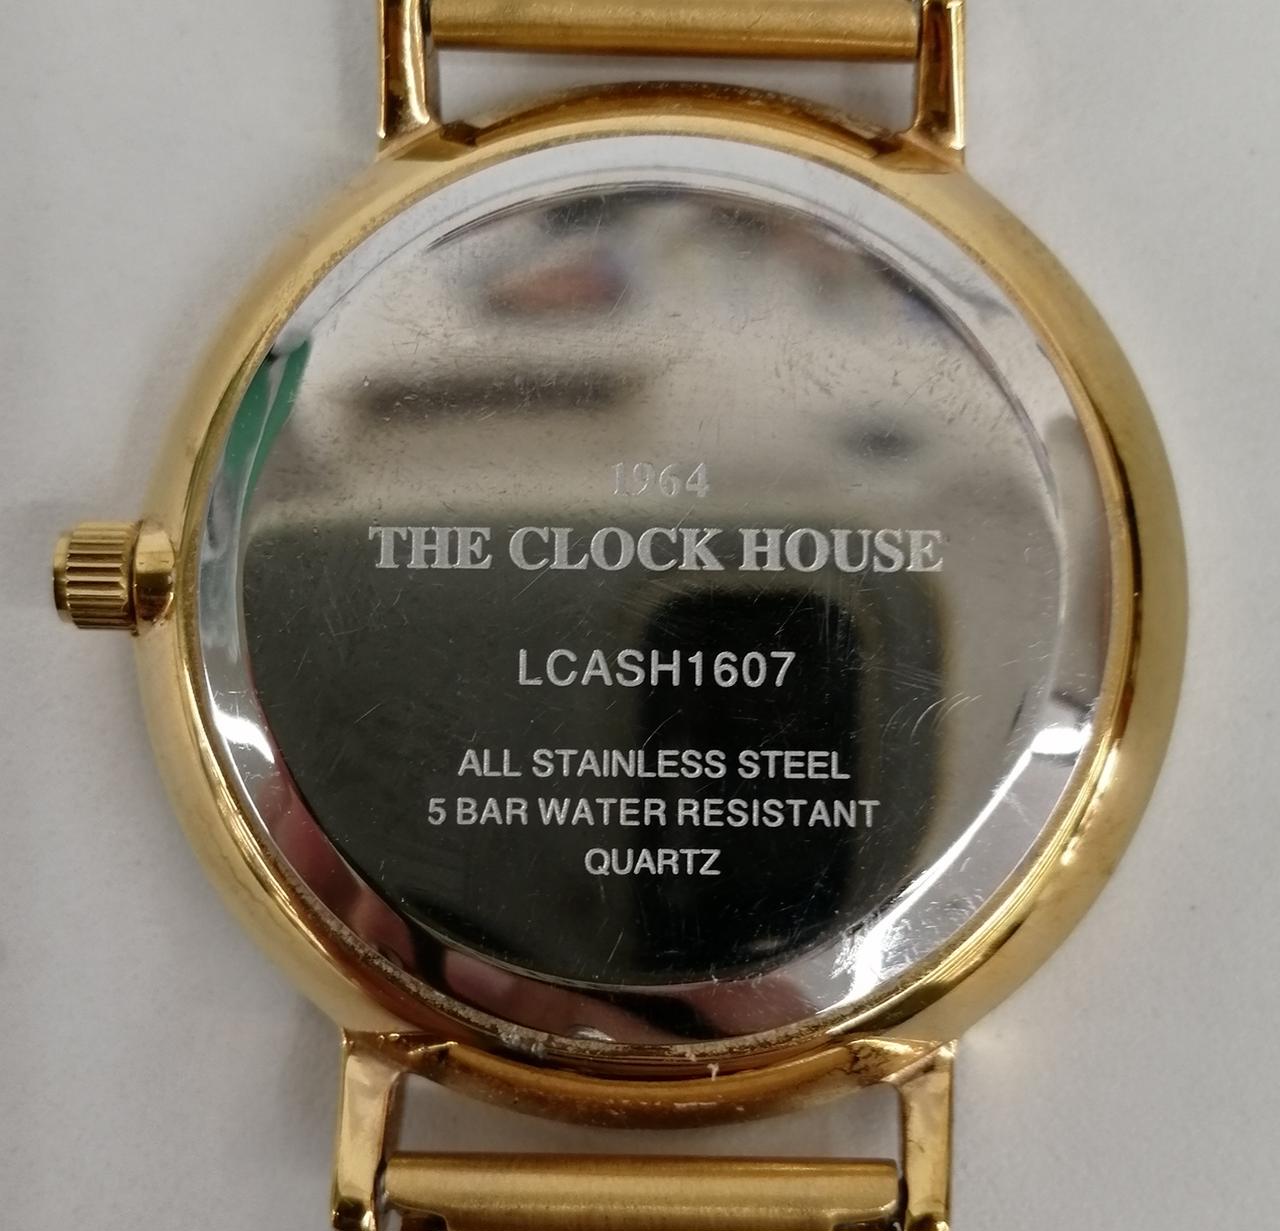 1964
THE CLOCK HOUSE
LCASH1607
ALL STAINLESS STEEL
5 BAR WATER RESISTANT
QUARTZ